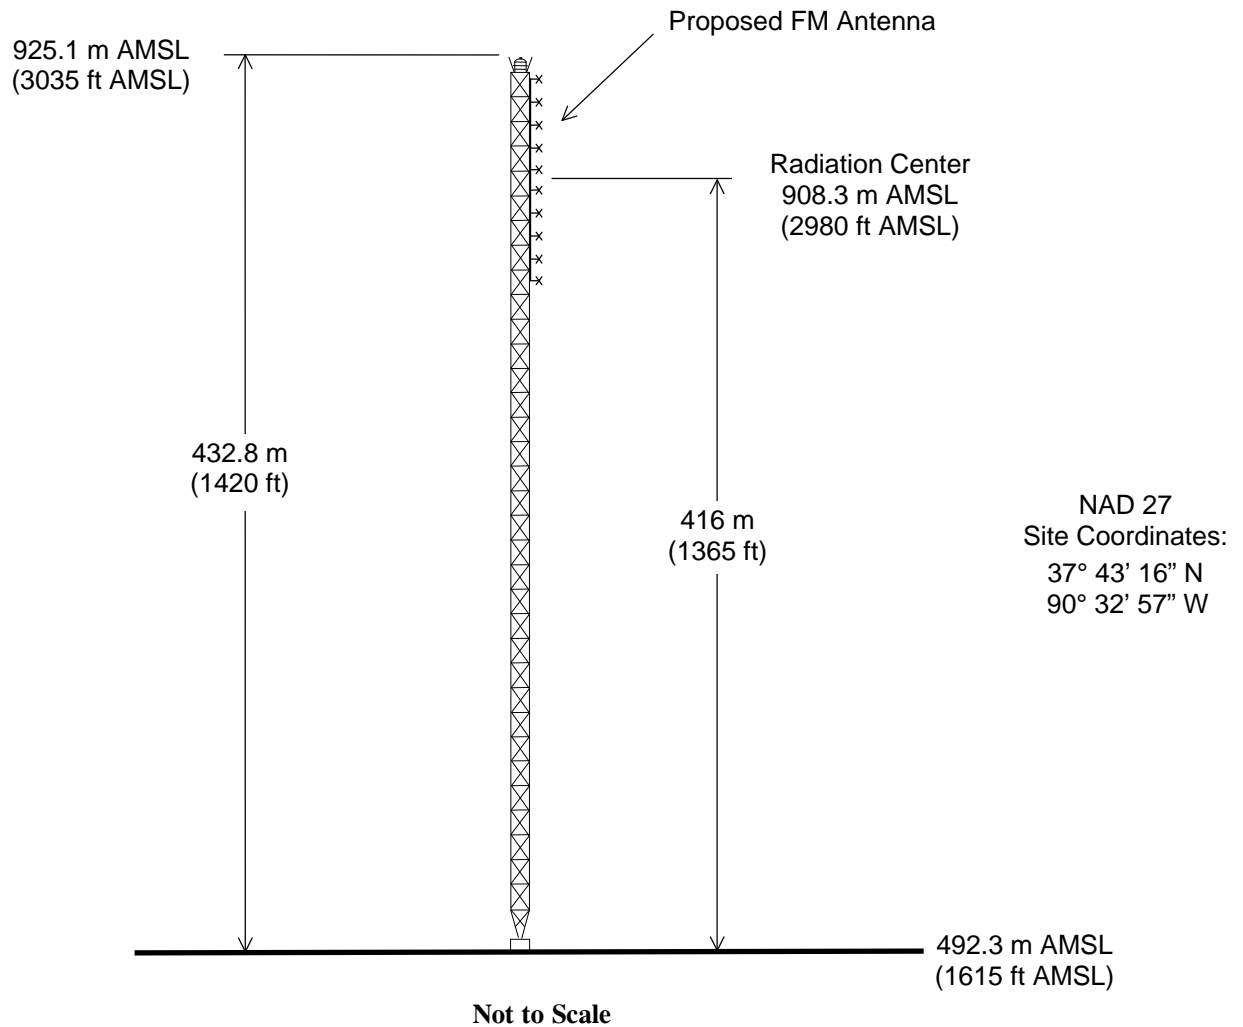 Proposed FM Antenna
925.1 m AMSL
(3035 ft AMSL)
Radiation Center
908.3 m AMSL
(2980 ft AMSL)
432.8 m
(1420 ft)
416 m
(1365 ft)
NAD 27
Site Coordinates:
37° 43’ 16” N
90° 32’ 57” W
492.3 m AMSL
(1615 ft AMSL)
Not to Scale